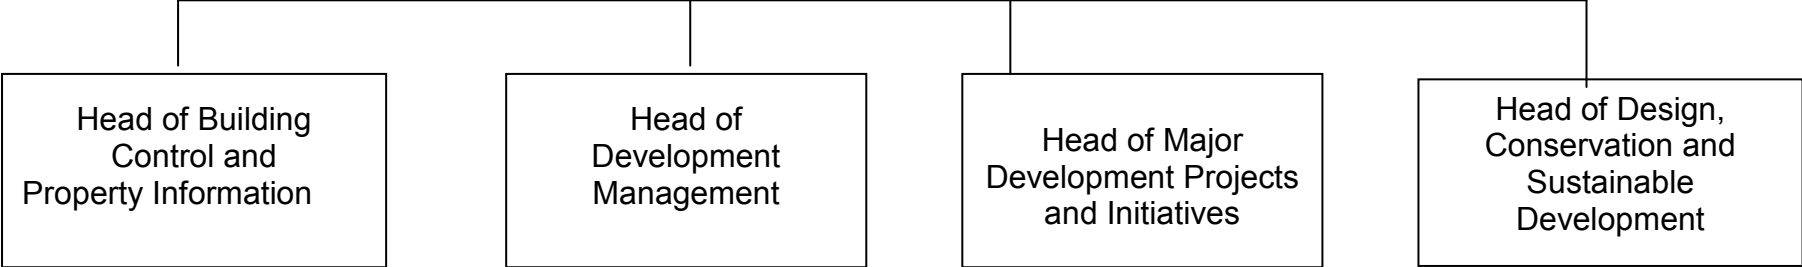 Head of Building
Control and
Property Information
Head of
Development
Management
Head of Major
Development Projects
and Initiatives
Head of Design,
Conservation and
Sustainable
Development